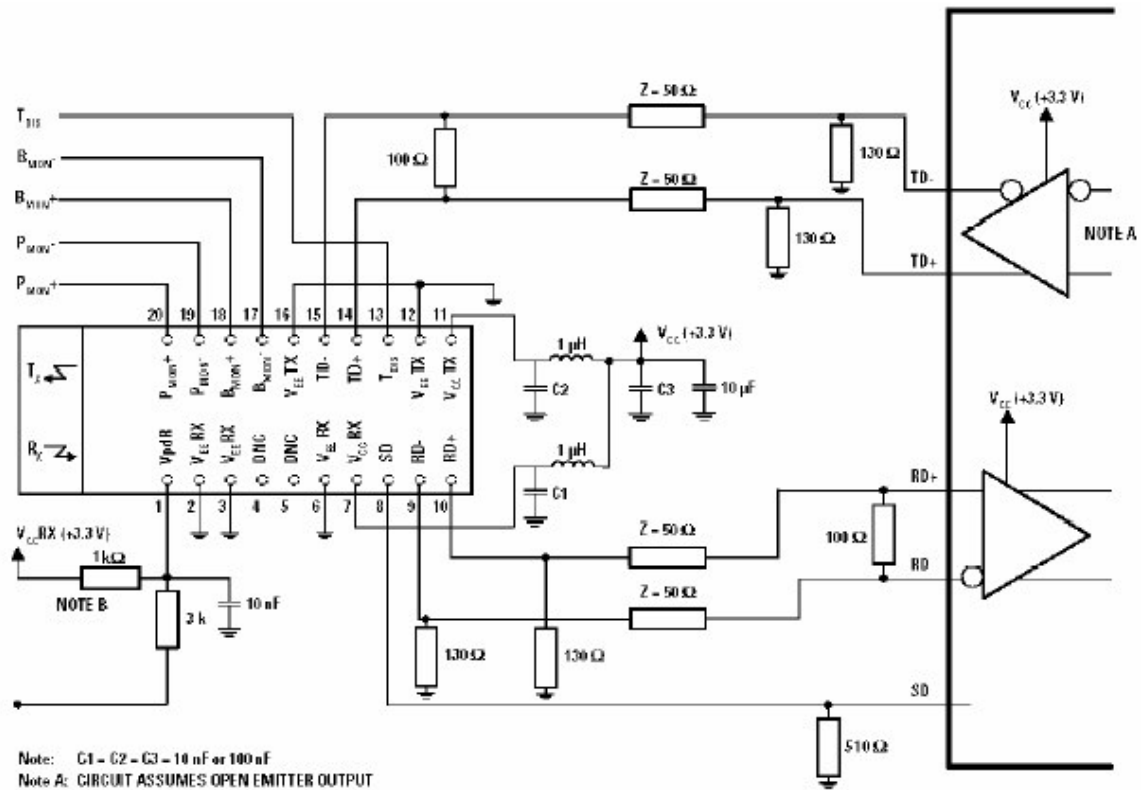 Z – 50 Ω
T_DIS
V_CC (+3.3 V)
100 Ω
130 Ω
B_MON-
TD-
Z – 50 Ω
B_MON+
NOTE A
130 Ω
P_MON-
TD+
P_MON+
20 19 18 17 16 15 14 13 12 11
V_CC (+3.3 V)
1 µH
T_X
P_MON+
P_MON-
B_MON+
B_MON-
V_EE TX
TD-
TD+
T_DIS
V_EE TX
V_CC TX
C2
C3
10 µF
V_CC (+3.3 V)
R_X
VpdR
V_EE RX
V_EE RX
DNC
DNC
V_EE RX
V_CC RX
SD
RD-
RD+
1 µH
C1
1 2 3 4 5 6 7 8 9 10
RD+
V_CC RX (+3.3 V)
Z – 50 Ω
100 Ω
1 kΩ
RD
NOTE B
10 nF
Z – 50 Ω
3 k
130 Ω
130 Ω
SD
510 Ω
Note: C1 – C2 – C3 – 10 nF or 100 nF
Note A: CIRCUIT ASSUMES OPEN EMITTER OUTPUT